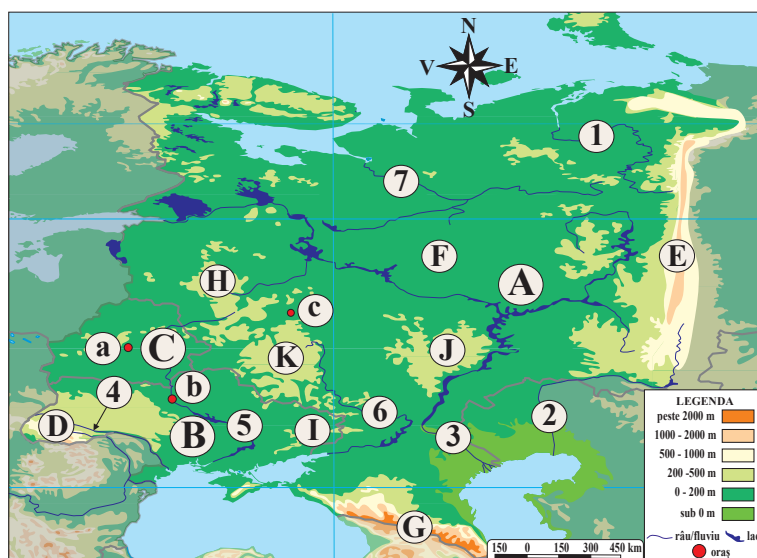 N
V E
S
1
7
F
E
H
A
c
a
C
K
J
b
4
D
B
5
I
6
3
2
G
LEGENDA
peste 2000 m
1000 - 2000 m
500 - 1000 m
200 -500 m
0 - 200 m
sub 0 m
râu/fluviu
lac
oraș
150 0 150 300 450 km